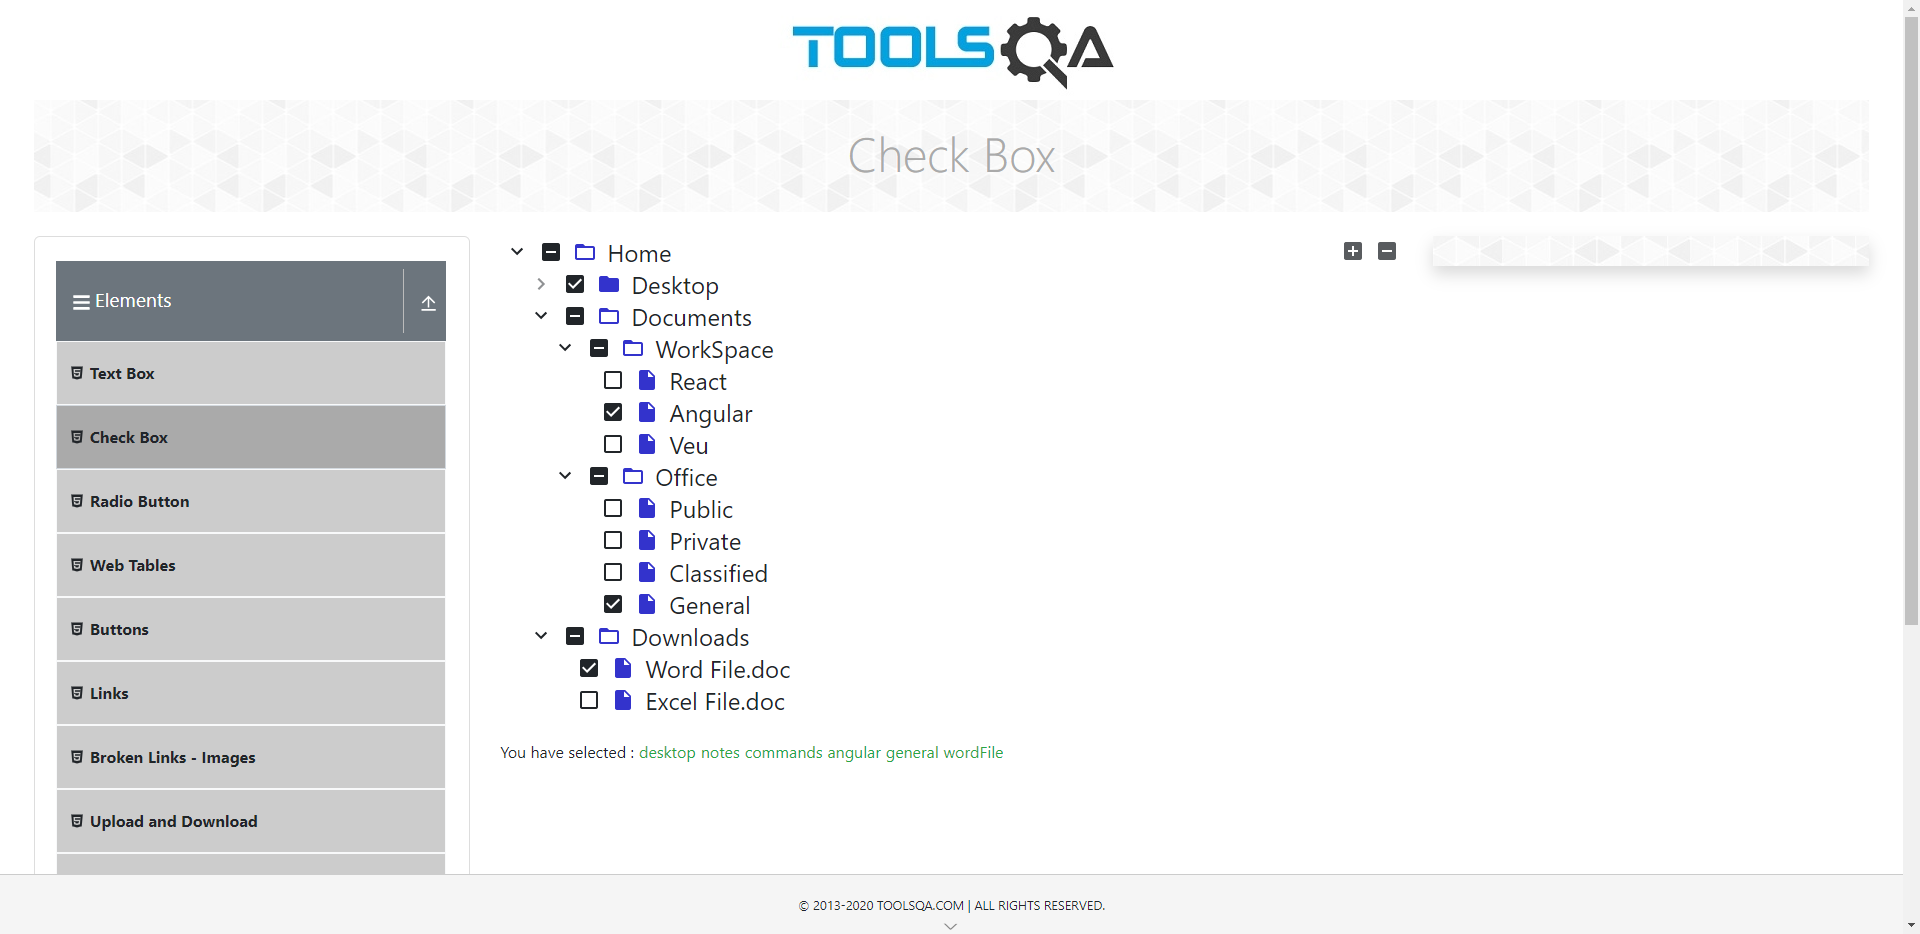 TOOLSQA
Check Box
Elements
Text Box
Check Box
Radio Button
Web Tables
Buttons
Links
Broken Links - Images
Upload and Download
Home
Desktop
Documents
WorkSpace
React
Angular
Veu
Office
Public
Private
Classified
General
Downloads
Word File.doc
Excel File.doc
You have selected : desktop notes commands angular general wordFile
© 2013-2020 TOOLSQA.COM | ALL RIGHTS RESERVED.